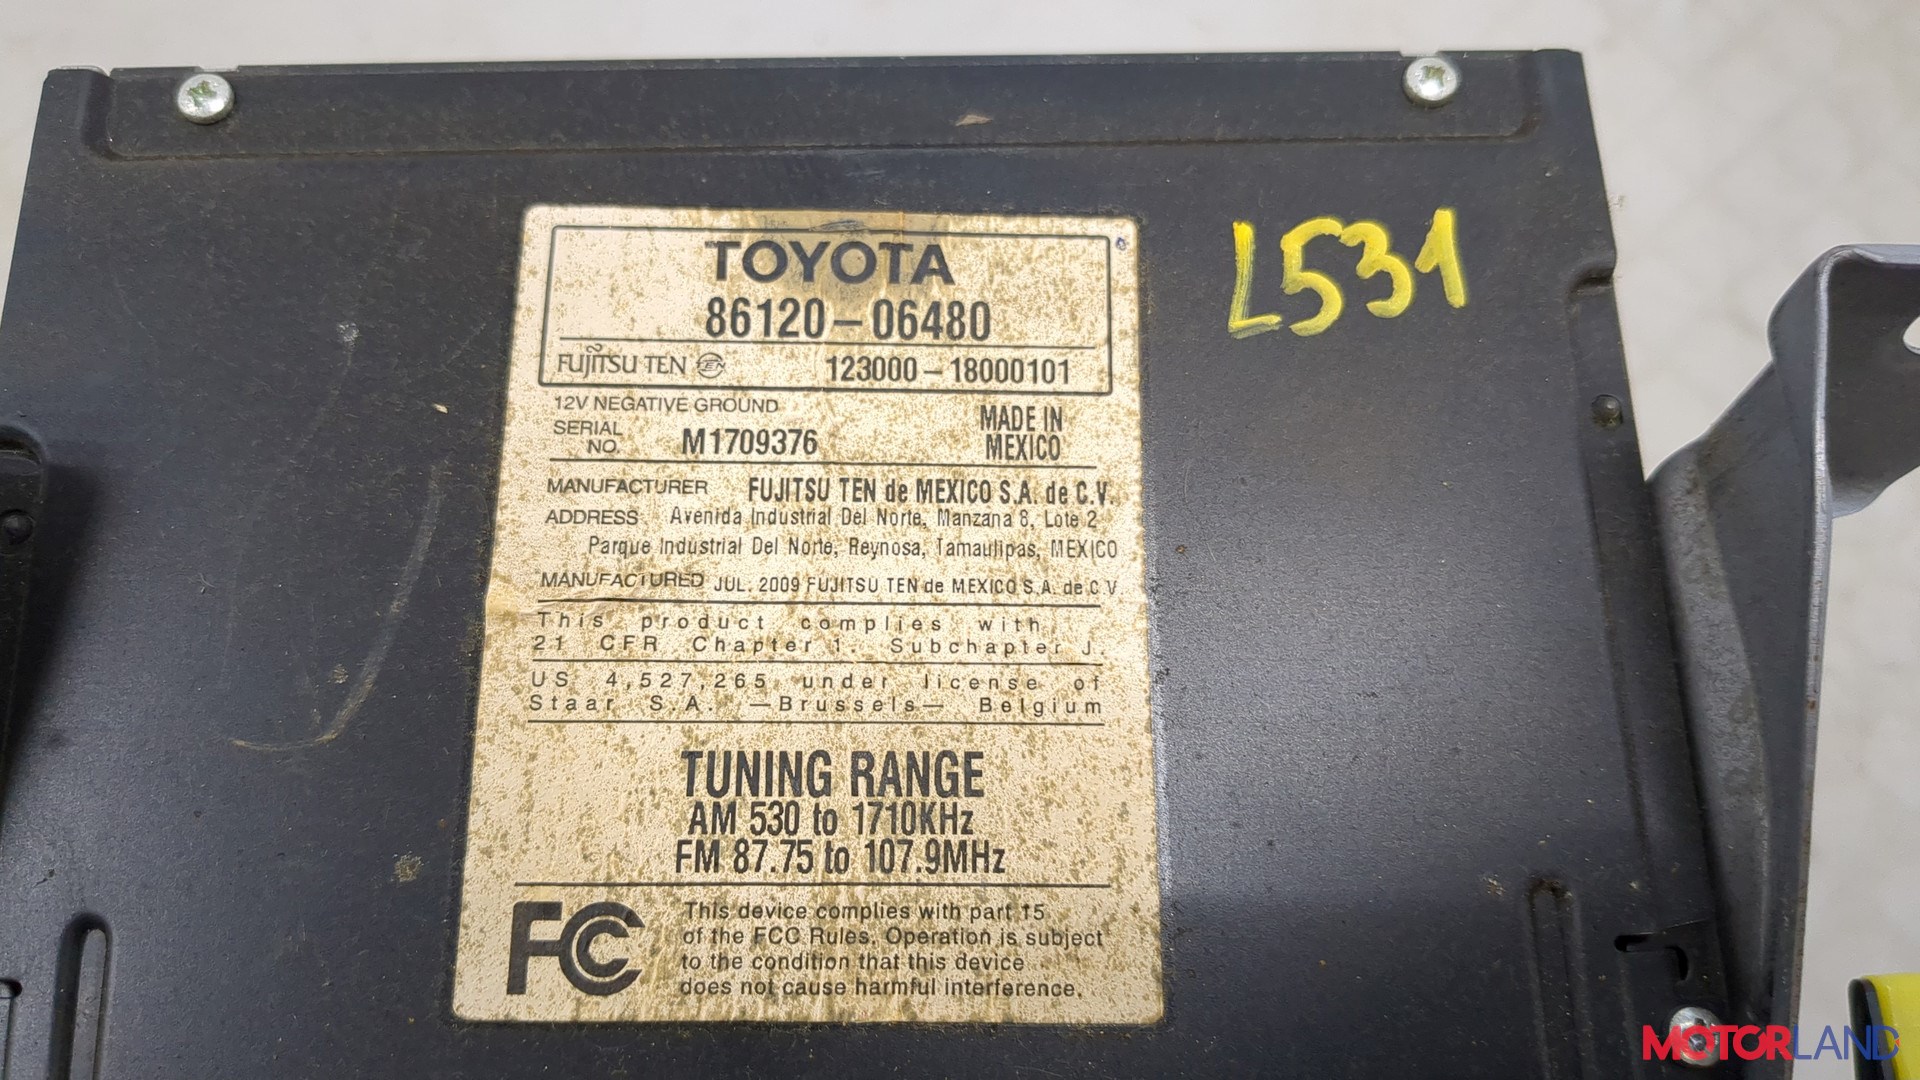 TOYOTA
86120-06480
FUJITSU TEN TEN 123000-18000101
12V NEGATIVE GROUND
SERIAL NO. M1709376
MADE IN MEXICO
MANUFACTURER FUJITSU TEN de MEXICO S.A. de C.V.
ADDRESS Avenida Industrial Del Norte, Manzana 8, Lote 2
Parque Industrial Del Norte, Reynosa, Tamaulipas, MEXICO
MANUFACTURED JUL. 2009 FUJITSU TEN de MEXICO S.A. de C.V.
This product complies with
21 CFR Chapter 1. Subchapter J.
US 4,527,265 under license of
Staar S.A. —Brussels— Belgium
TUNING RANGE
AM 530 to 1710KHz
FM 87.75 to 107.9MHz
FCC
This device complies with part 15
of the FCC Rules. Operation is subject
to the condition that this device
does not cause harmful interference.
L531
MOTORLAND